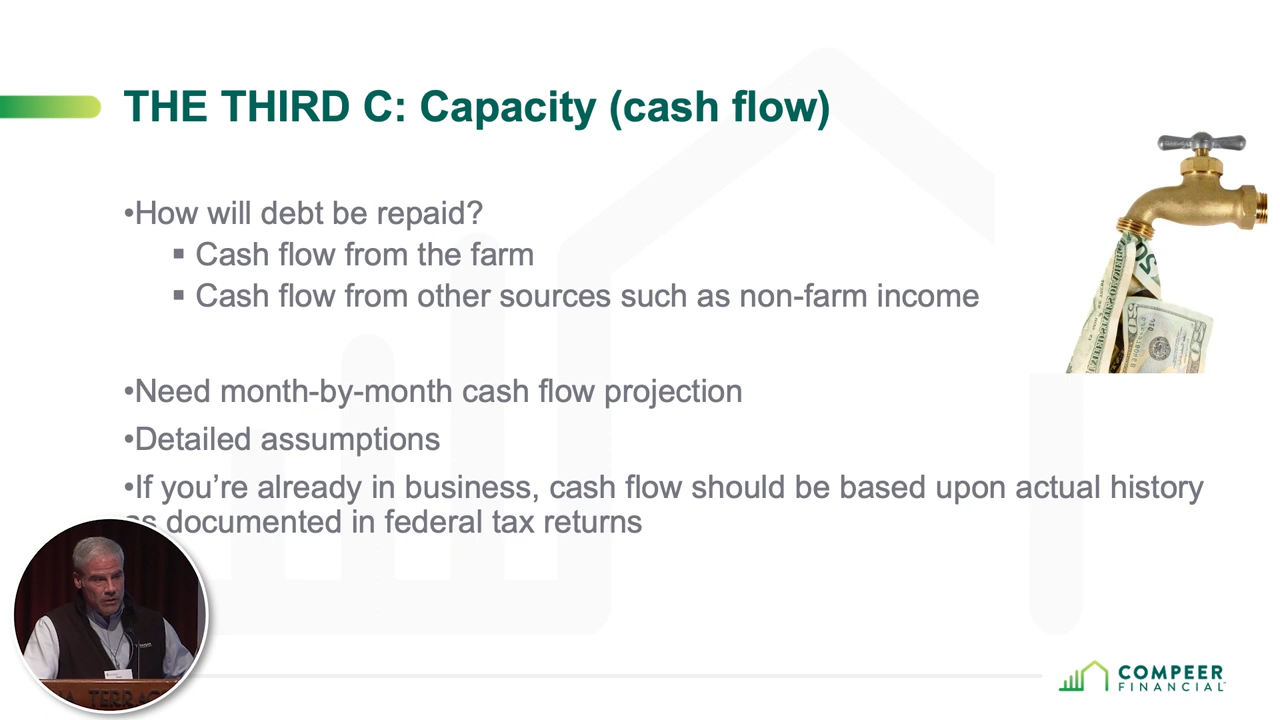 THE THIRD C: Capacity (cash flow)
•How will debt be repaid?
▪ Cash flow from the farm
▪ Cash flow from other sources such as non-farm income
•Need month-by-month cash flow projection
•Detailed assumptions
•If you’re already in business, cash flow should be based upon actual history
as documented in federal tax returns
TERRAC
COMPEER
FINANCIAL